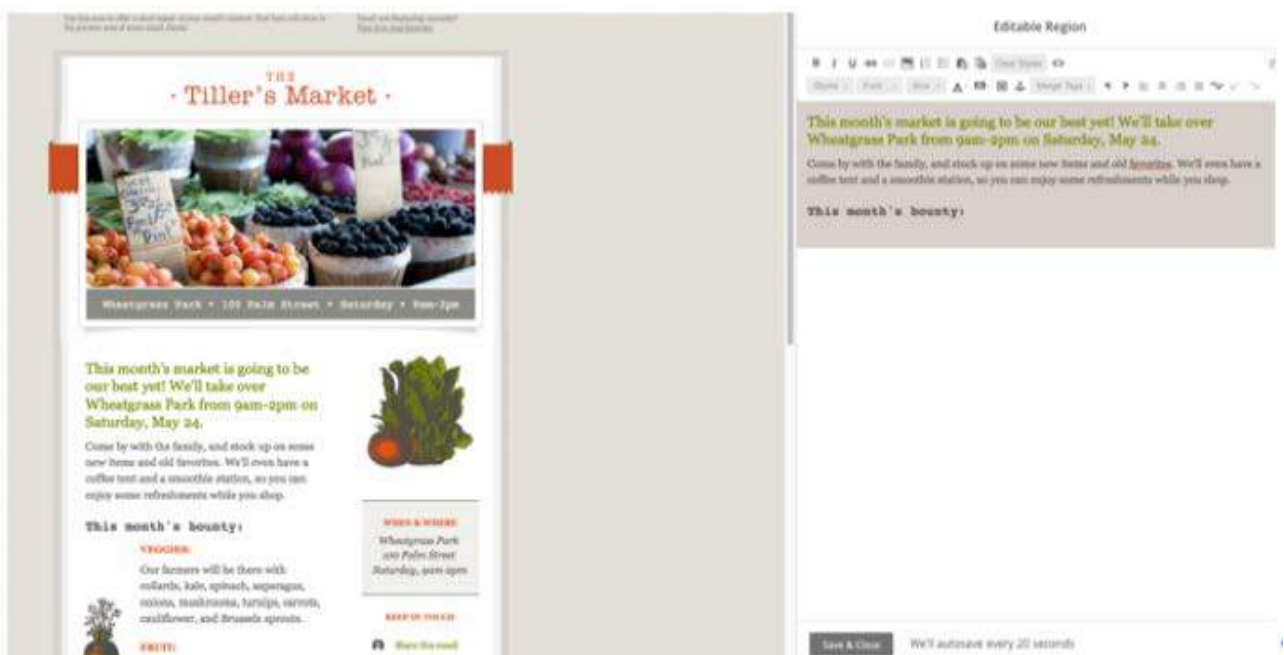 THE
· Tiller's Market ·
Wheatgrass Park • 100 Palm Street • Saturday • 9am-2pm
This month's market is going to be
our best yet! We'll take over
Wheatgrass Park from 9am-2pm on
Saturday, May 24.
Come by with the family, and stock up on some
new items and old favorites. We'll even have a
coffee tent and a smoothie station, so you can
enjoy some refreshments while you shop.
This month's bounty:
VEGGIES:
Our farmers will be there with
collards, kale, spinach, asparagus,
onions, mushrooms, turnips, carrots,
cauliflower, and Brussels sprouts.
FRUIT:
WHEN & WHERE
Wheatgrass Park
100 Palm Street
Saturday, 9am-2pm
KEEP IN TOUCH
Editable Region
B I U Clear Styles
Styles Font Size A Merge Tags
This month's market is going to be our best yet! We'll take over
Wheatgrass Park from 9am-2pm on Saturday, May 24.
Come by with the family, and stock up on some new items and old favorites. We'll even have a
coffee tent and a smoothie station, so you can enjoy some refreshments while you shop.
This month's bounty:
Save & Close We'll autosave every 20 seconds